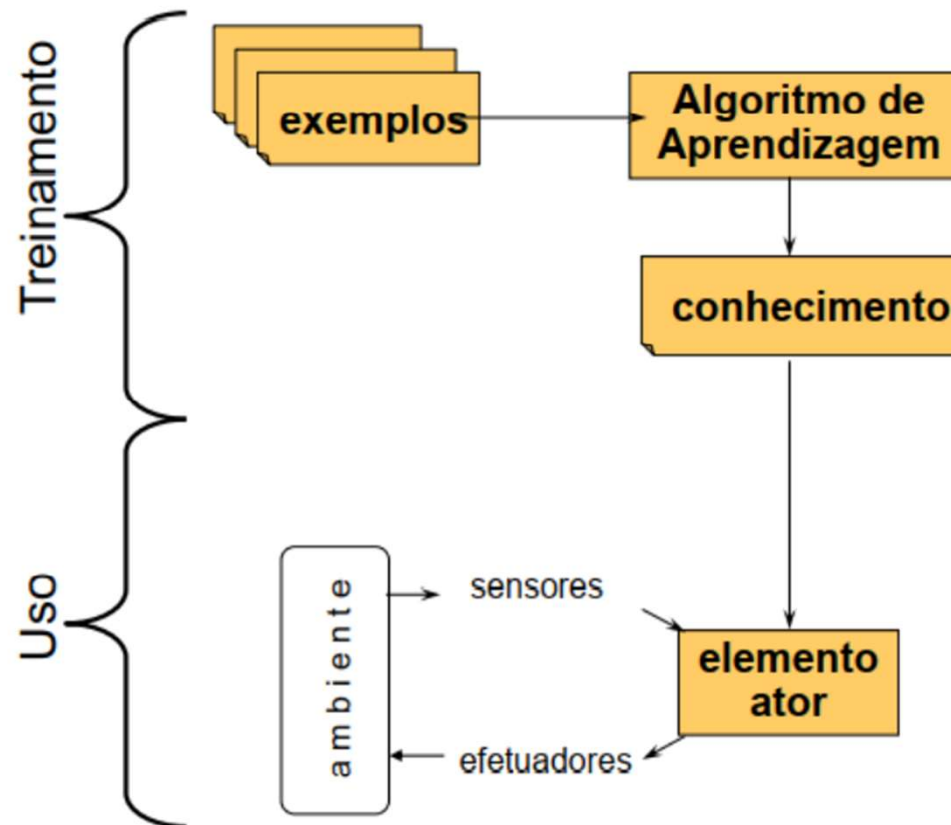 Treinamento
exemplos
Algoritmo de
Aprendizagem
conhecimento
Uso
ambiente
sensores
elemento
ator
efetuadores